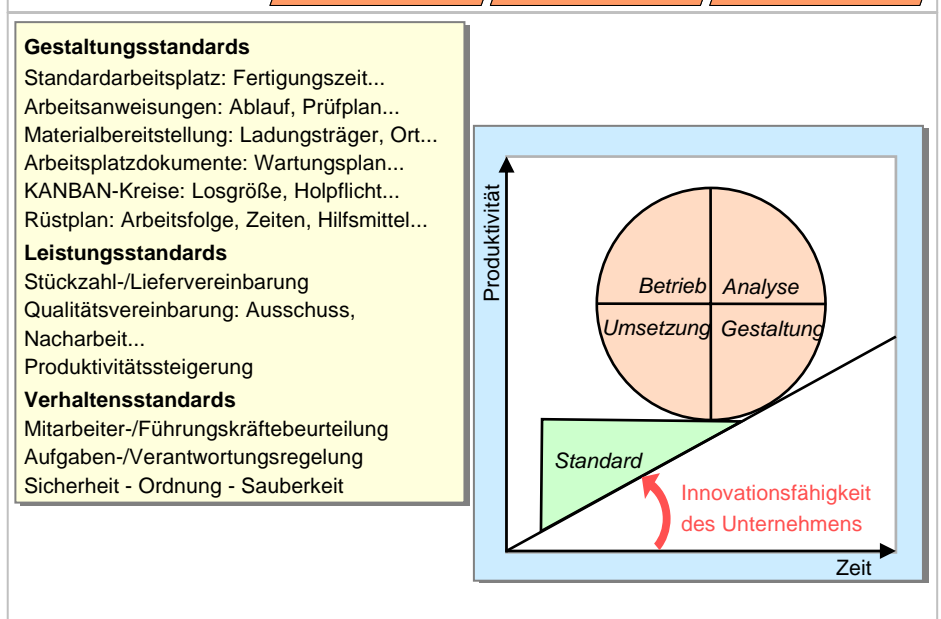 Gestaltungsstandards
Standardarbeitsplatz: Fertigungszeit...
Arbeitsanweisungen: Ablauf, Prüfplan...
Materialbereitstellung: Ladungsträger, Ort...
Arbeitsplatzdokumente: Wartungsplan...
KANBAN-Kreise: Losgröße, Holpflicht...
Rüstplan: Arbeitsfolge, Zeiten, Hilfsmittel...
Leistungsstandards
Stückzahl-/Liefervereinbarung
Qualitätsvereinbarung: Ausschuss,
Nacharbeit...
Produktivitätssteigerung
Verhaltensstandards
Mitarbeiter-/Führungskräftebeurteilung
Aufgaben-/Verantwortungsregelung
Sicherheit - Ordnung - Sauberkeit
Produktivität
Betrieb
Analyse
Umsetzung
Gestaltung
Standard
Innovationsfähigkeit
des Unternehmens
Zeit